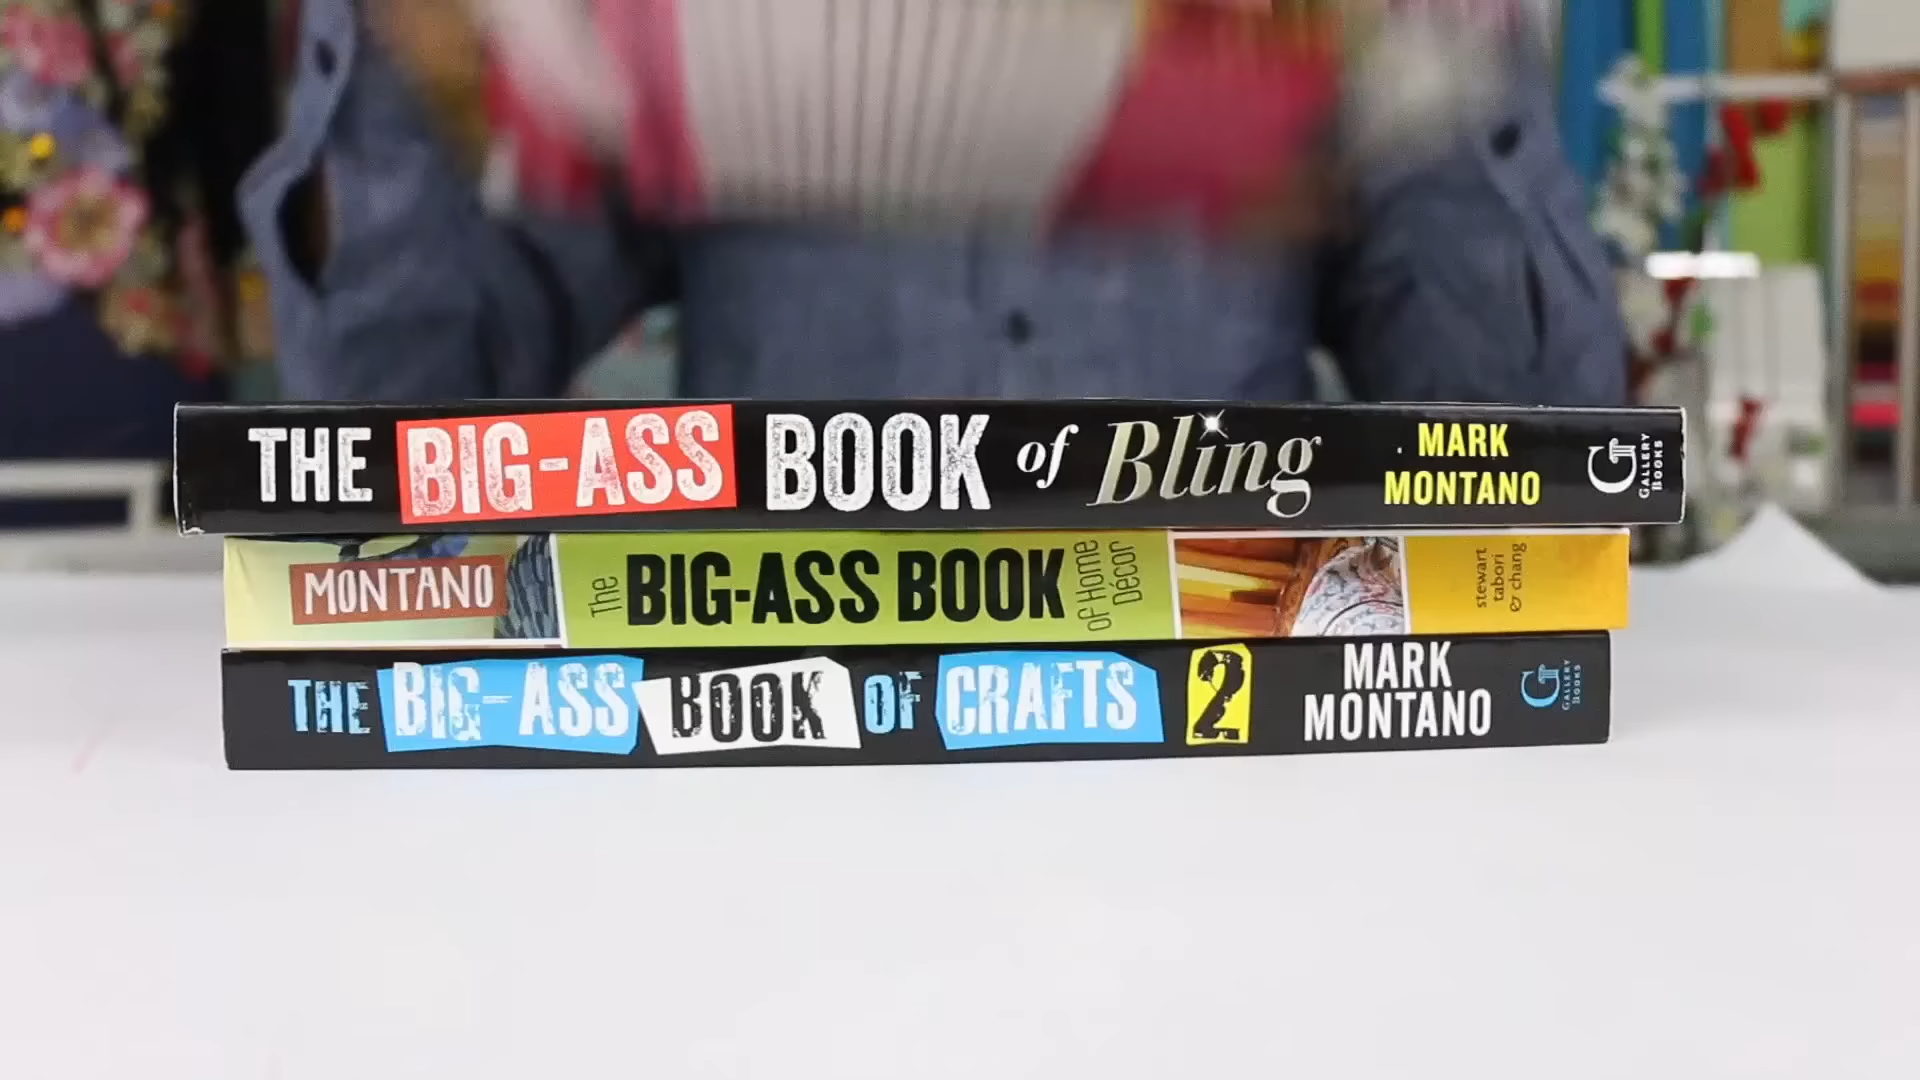 THE BIG-ASS BOOK of Bling
MARK
MONTANO
G
GALLERY
BOOKS
MONTANO
The
BIG-ASS BOOK
of Home
Décor
stewart
tabori
& chang
THE BIG-ASS BOOK OF CRAFTS 2
MARK
MONTANO
G
GALLERY
BOOKS